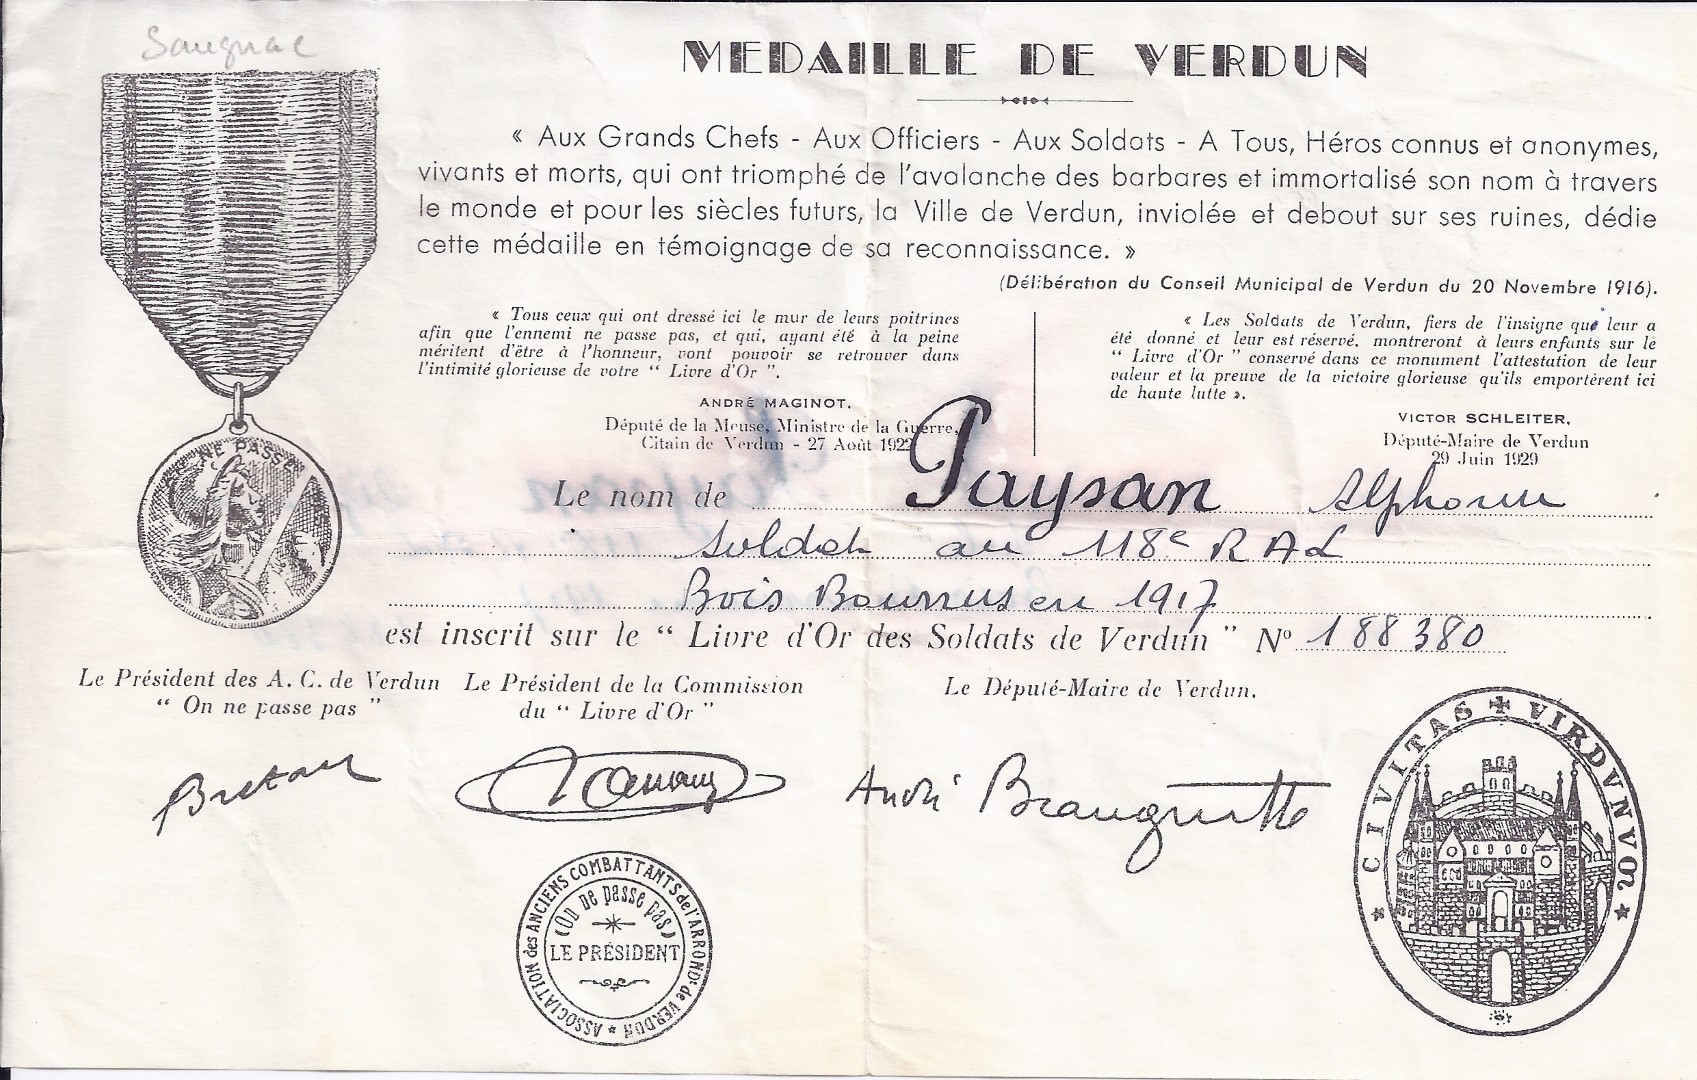 Saugnac
MEDAILLE DE VERDUN
« Aux Grands Chefs - Aux Officiers - Aux Soldats - A Tous, Héros connus et anonymes,
vivants et morts, qui ont triomphé de l'avalanche des barbares et immortalisé son nom à travers
le monde et pour les siècles futurs, la Ville de Verdun, inviolée et debout sur ses ruines, dédie
cette médaille en témoignage de sa reconnaissance. »
(Délibération du Conseil Municipal de Verdun du 20 Novembre 1916).
« Tous ceux qui ont dressé ici le mur de leurs poitrines
afin que l'ennemi ne passe pas, et qui, ayant été à la peine
méritent d'être à l'honneur, vont pouvoir se retrouver dans
l'intimité glorieuse de votre “ Livre d'Or ”.
ANDRÉ MAGINOT,
Député de la Meuse, Ministre de la Guerre,
Citain de Verdun - 27 Août 1922
« Les Soldats de Verdun, fiers de l'insigne qui leur a
été donné et leur est réservé, montreront à leurs enfants sur le
“ Livre d'Or ” conservé dans ce monument l'attestation de leur
valeur et la preuve de la victoire glorieuse qu'ils emportèrent ici
de haute lutte ».
VICTOR SCHLEITER,
Député-Maire de Verdun
29 Juin 1929
NE PASSE
Le nom de Paysan Alphonse
Soldat au 118e RAL
Bois Bourrus en 1917
est inscrit sur le “ Livre d'Or des Soldats de Verdun ” N° 188380
Le Président des A. C. de Verdun
“ On ne passe pas ”
Le Président de la Commission
du “ Livre d'Or ”
Le Député-Maire de Verdun.
André Beauguitte
CIVITAS VIRDVNVM
ASSOCIATION des ANCIENS COMBATTANTS de l'ARRONDt de VERDUN
(On ne passe pas)
LE PRÉSIDENT